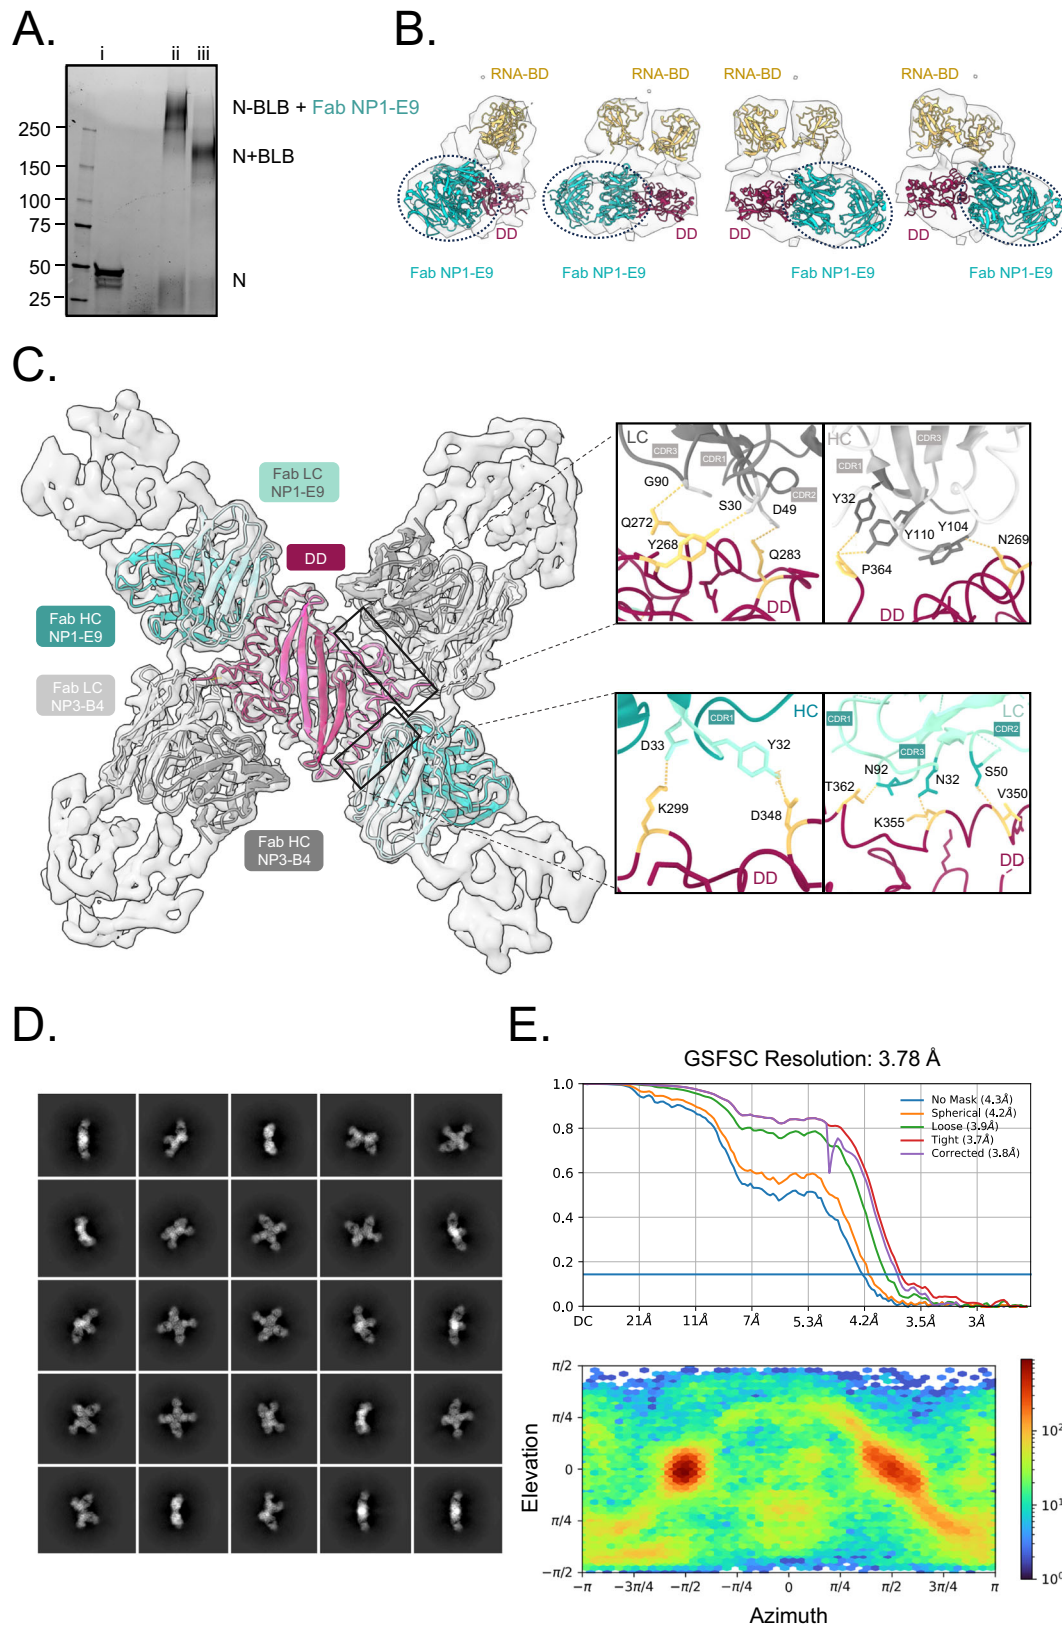 A.
i ii iii
250
150
100
75
50
25
N-BLB + Fab NP1-E9
N+BLB
N
B.
RNA-BD RNA-BD RNA-BD RNA-BD
DD DD DD DD
Fab NP1-E9 Fab NP1-E9 Fab NP1-E9 Fab NP1-E9
C.
Fab LC
NP1-E9
DD
Fab HC
NP1-E9
Fab LC
NP3-B4
Fab HC
NP3-B4
LC
CDR3
CDR1
CDR2
G90
S30
D49
Q272
Y268
Q283
DD
HC
CDR3
CDR1
Y32
Y104
Y110
N269
P364
DD
HC
CDR1
D33
Y32
K299
D348
DD
LC
CDR1
CDR2
CDR3
N92
N32
S50
T362
V350
K355
DD
D.
E.
GSFSC Resolution: 3.78 Å
1.0
0.8
0.6
0.4
0.2
0.0
No Mask (4.3Å)
Spherical (4.2Å)
Loose (3.9Å)
Tight (3.7Å)
Corrected (3.8Å)
DC 21Å 11Å 7Å 5.3Å 4.2Å 3.5Å 3Å
Elevation
π/2
π/4
0
−π/4
−π/2
−π −3π/4 −π/2 −π/4 0 π/4 π/2 3π/4 π
Azimuth
10²
10¹
10⁰